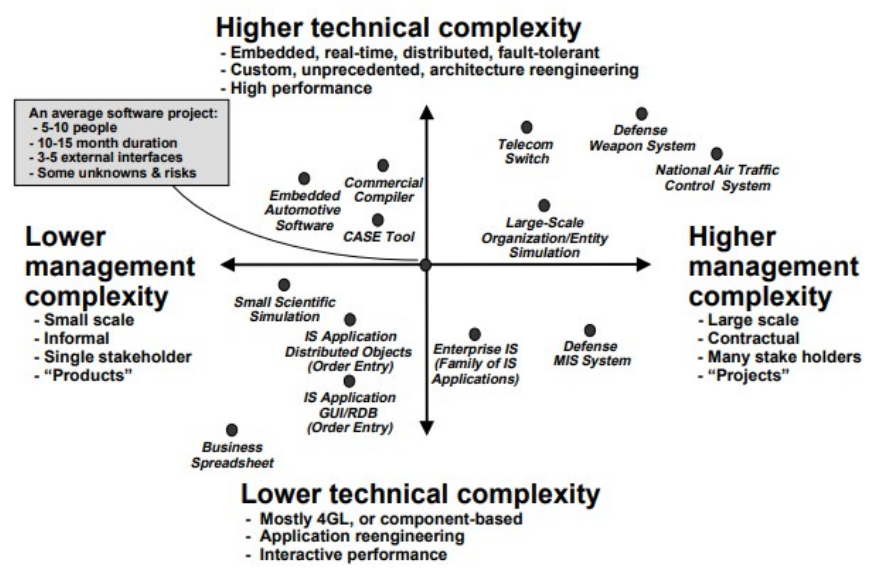 Higher technical complexity
- Embedded, real-time, distributed, fault-tolerant
- Custom, unprecedented, architecture reengineering
- High performance
An average software project:
- 5-10 people
- 10-15 month duration
- 3-5 external interfaces
- Some unknowns & risks
Embedded
Automotive
Software
Commercial
Compiler
CASE Tool
Telecom
Switch
Defense
Weapon System
National Air Traffic
Control System
Large-Scale
Organization/Entity
Simulation
Lower
management
complexity
- Small scale
- Informal
- Single stakeholder
- “Products”
Higher
management
complexity
- Large scale
- Contractual
- Many stake holders
- “Projects”
Small Scientific
Simulation
IS Application
Distributed Objects
(Order Entry)
Enterprise IS
(Family of IS
Applications)
Defense
MIS System
IS Application
GUI/RDB
(Order Entry)
Business
Spreadsheet
Lower technical complexity
- Mostly 4GL, or component-based
- Application reengineering
- Interactive performance